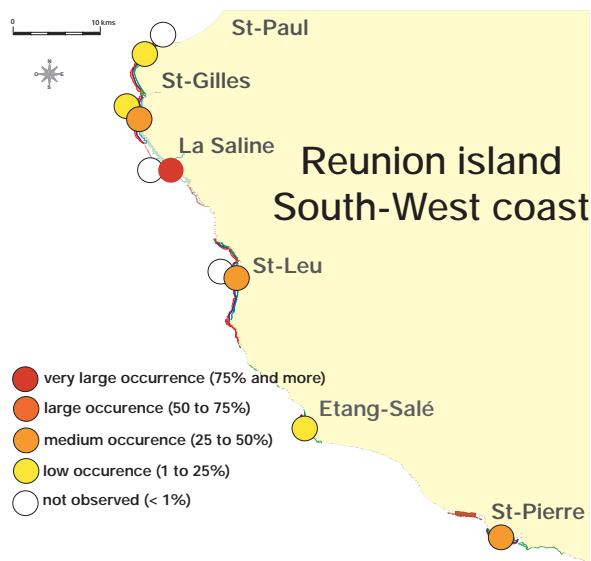 0 10 kms
St-Paul
N
O E
S
St-Gilles
La Saline
Reunion island
South-West coast
St-Leu
very large occurrence (75% and more)
large occurence (50 to 75%)
Etang-Salé
medium occurence (25 to 50%)
low occurence (1 to 25%)
not observed (< 1%)
St-Pierre